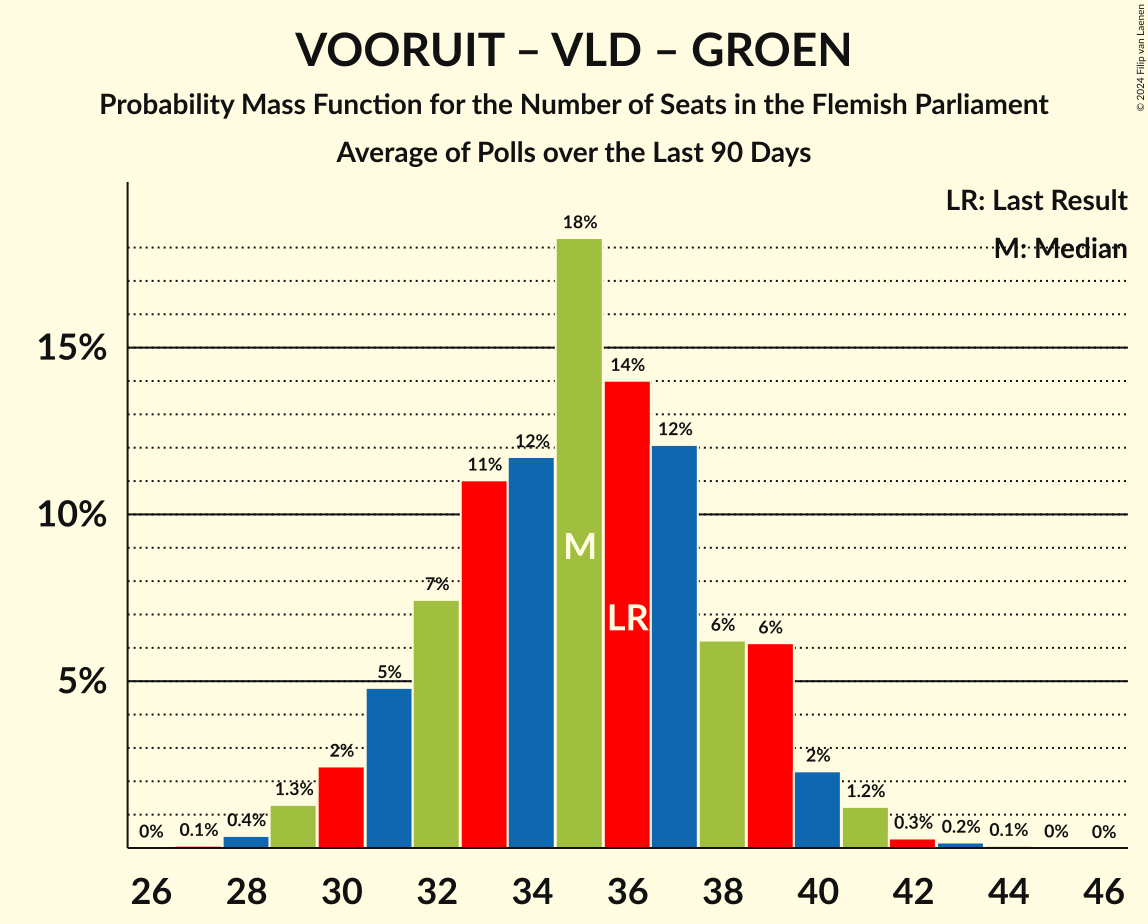 VOORUIT – VLD – GROEN
Probability Mass Function for the Number of Seats in the Flemish Parliament
Average of Polls over the Last 90 Days
© 2024 Filip van Laenen
LR: Last Result
M: Median
15%
10%
5%
0%
0.1%
0.4%
1.3%
2%
5%
7%
11%
12%
18%
14%
12%
6%
6%
2%
1.2%
0.3%
0.2%
0.1%
0%
0%
M
LR
26 28 30 32 34 36 38 40 42 44 46